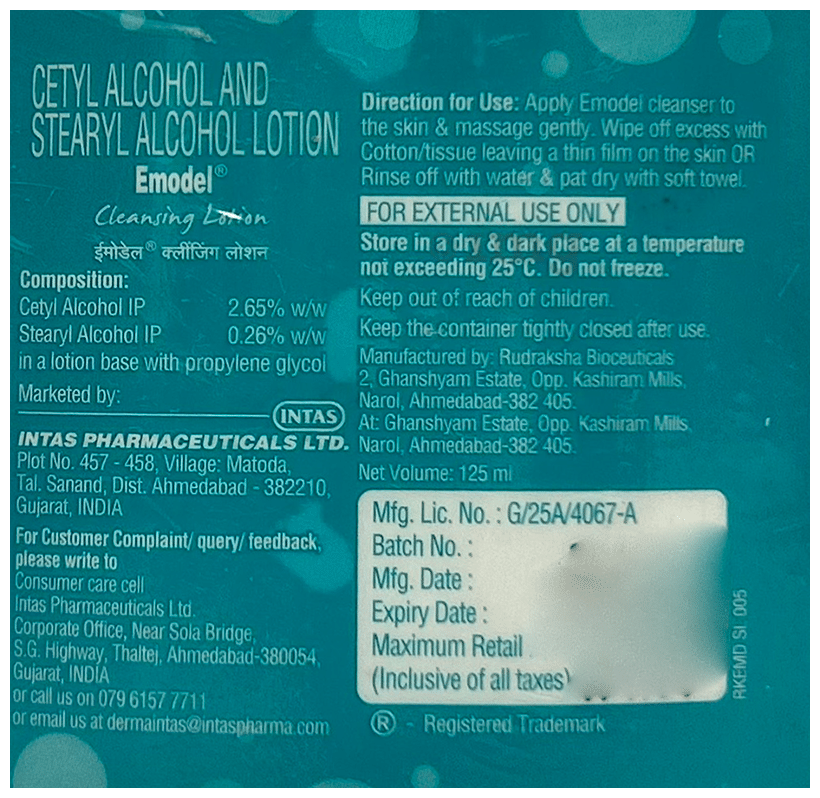 CETYL ALCOHOL AND
STEARYL ALCOHOL LOTION
Emodel®
Cleansing Lotion
ईमोडेल® क्लींजिंग लोशन
Composition:
Cetyl Alcohol IP 2.65% w/w
Stearyl Alcohol IP 0.26% w/w
in a lotion base with propylene glycol
Marketed by:
INTAS
INTAS PHARMACEUTICALS LTD.
Plot No. 457 - 458, Village: Matoda,
Tal. Sanand, Dist. Ahmedabad - 382210,
Gujarat, INDIA
For Customer Complaint/ query/ feedback,
please write to
Consumer care cell
Intas Pharmaceuticals Ltd.
Corporate Office, Near Sola Bridge,
S.G. Highway, Thaltej, Ahmedabad-380054,
Gujarat, INDIA
or call us on 079 6157 7711
or email us at dermaintas@intaspharma.com
Direction for Use: Apply Emodel cleanser to
the skin & massage gently. Wipe off excess with
Cotton/tissue leaving a thin film on the skin OR
Rinse off with water & pat dry with soft towel.
FOR EXTERNAL USE ONLY
Store in a dry & dark place at a temperature
not exceeding 25°C. Do not freeze.
Keep out of reach of children.
Keep the container tightly closed after use.
Manufactured by: Rudraksha Bioceuticals
2, Ghanshyam Estate, Opp. Kashiram Mills,
Narol, Ahmedabad-382 405.
At: Ghanshyam Estate, Opp. Kashiram Mills,
Narol, Ahmedabad-382 405.
Net Volume: 125 ml
Mfg. Lic. No. : G/25A/4067-A
Batch No. :
Mfg. Date :
Expiry Date :
Maximum Retail
(Inclusive of all taxes)
® - Registered Trademark
RKEMD SL 005